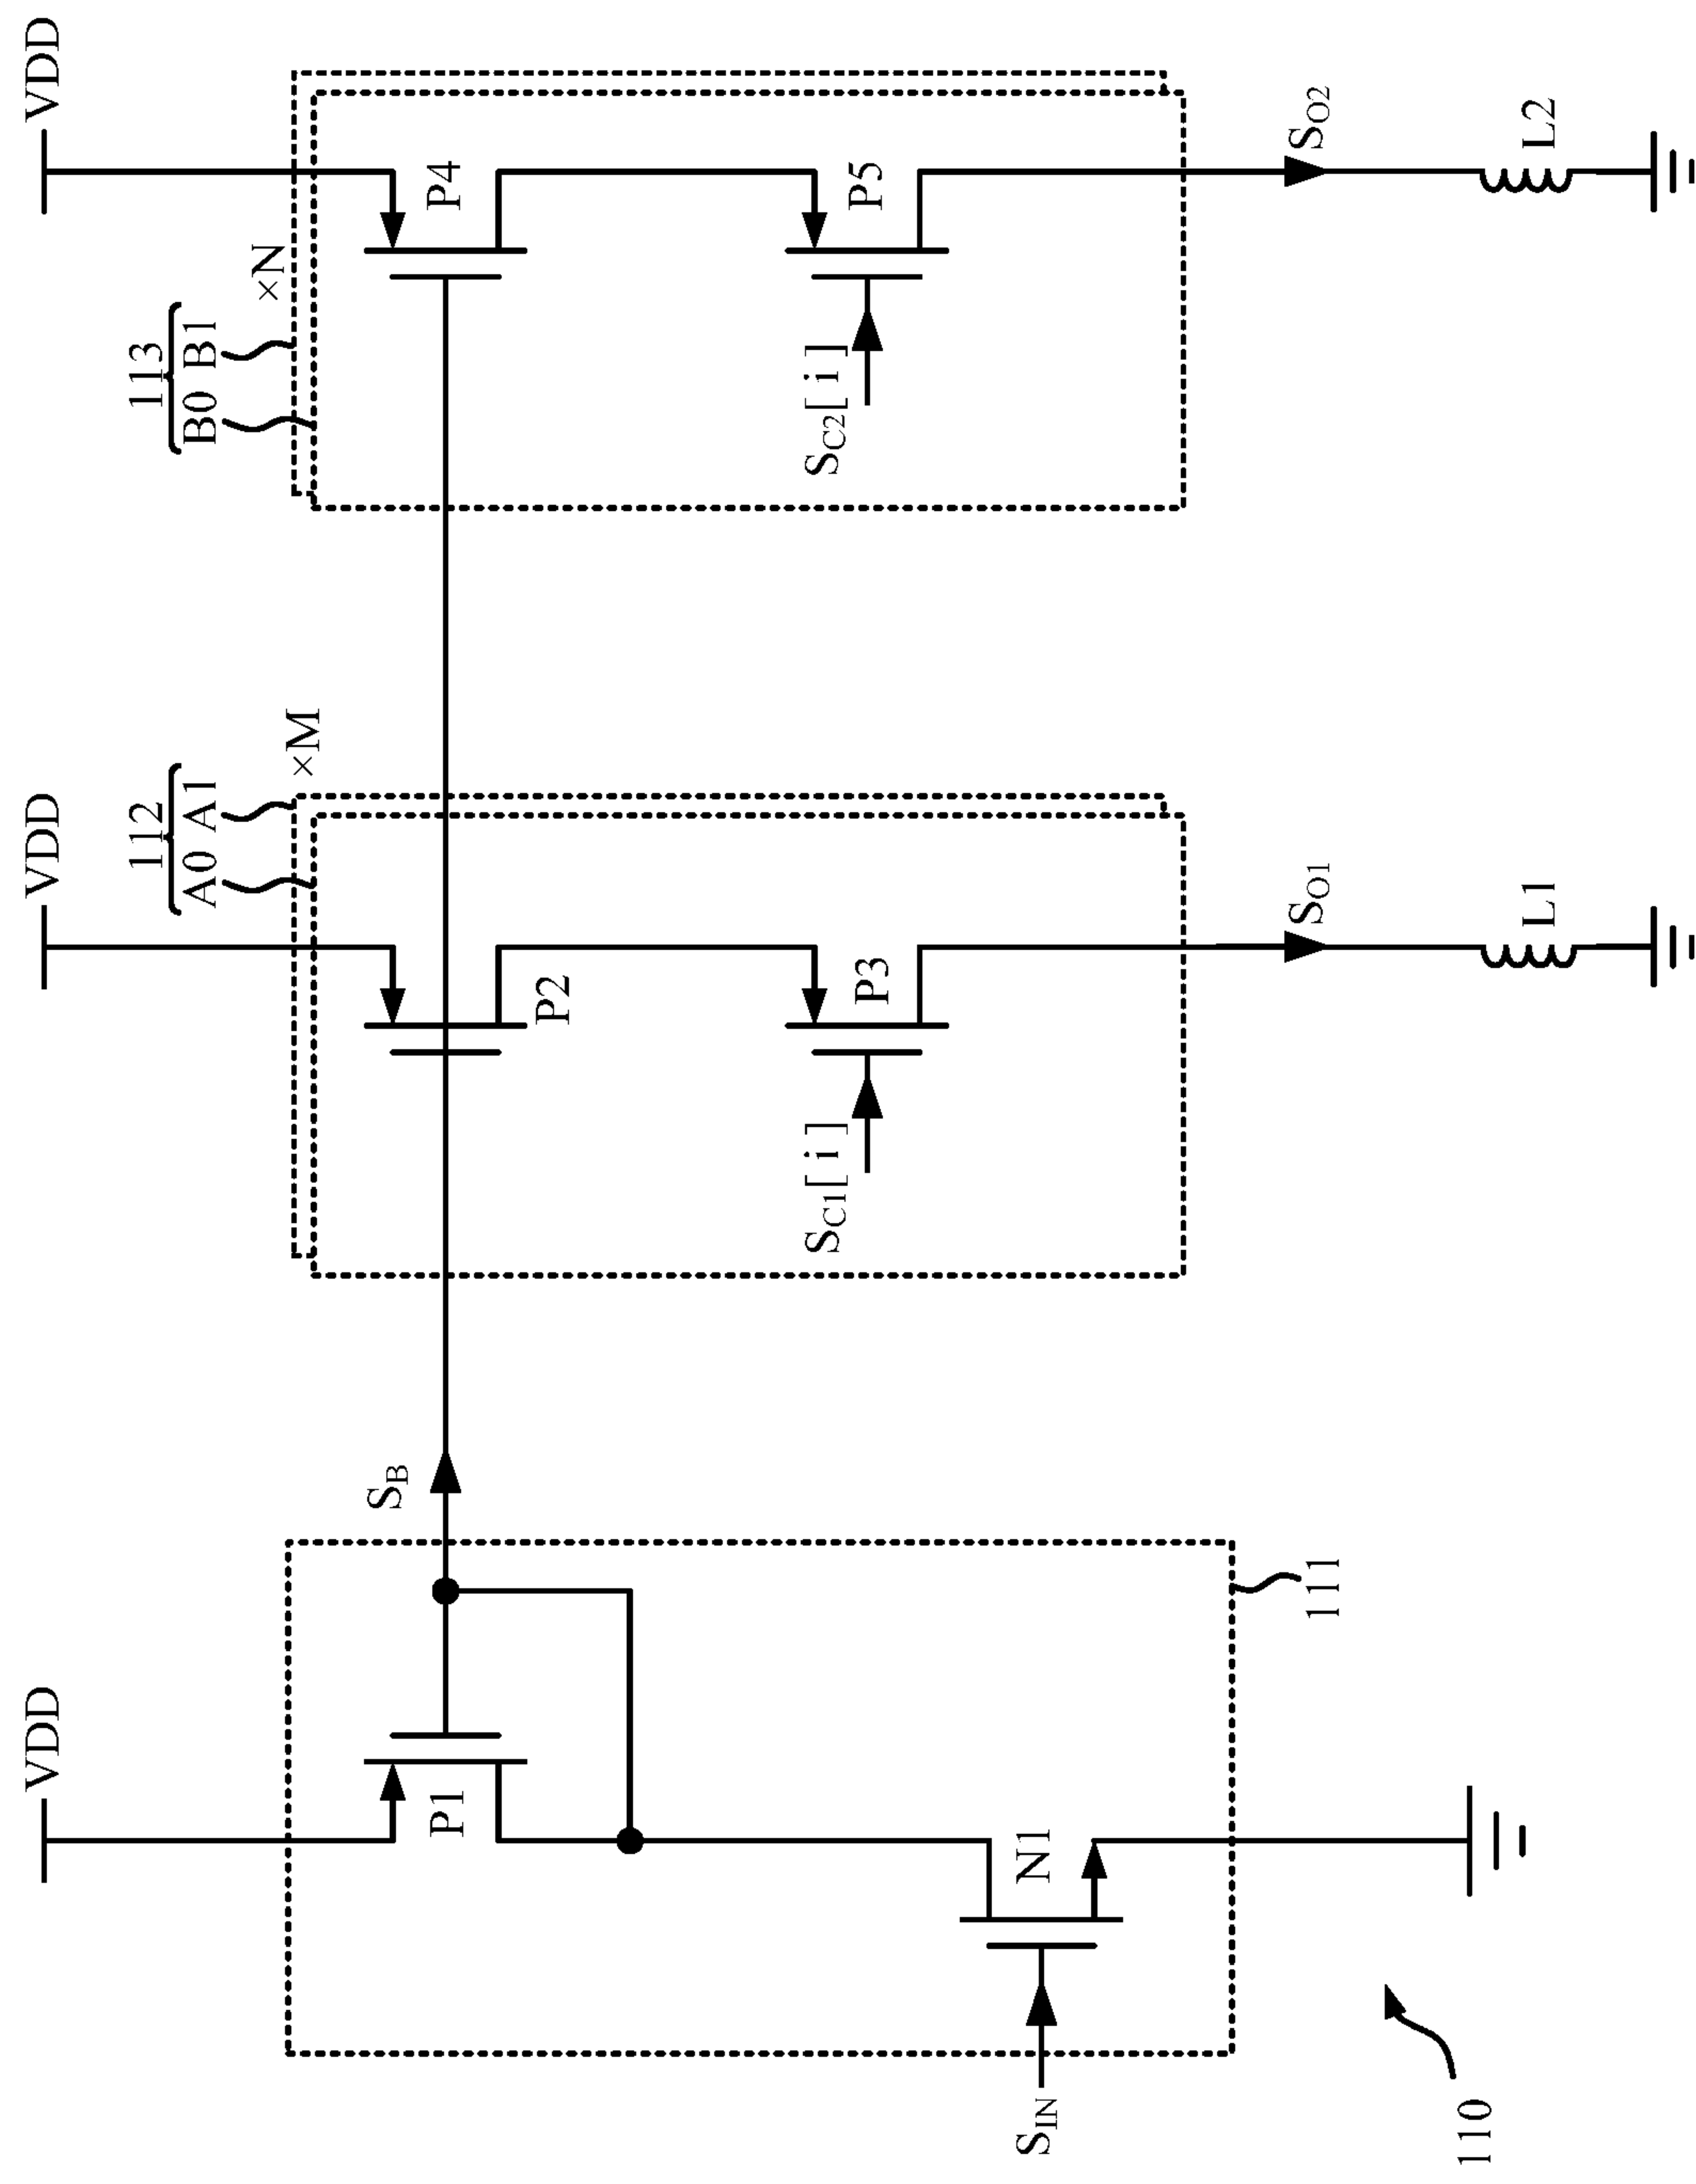 VDD
VDD
VDD
112
A0 A1
×M
113
B0 B1
×N
P1
SB
P2
P4
N1
SIN
SC1[ i ]
P3
SC2[ i ]
P5
111
SO1
SO2
110
L1
L2